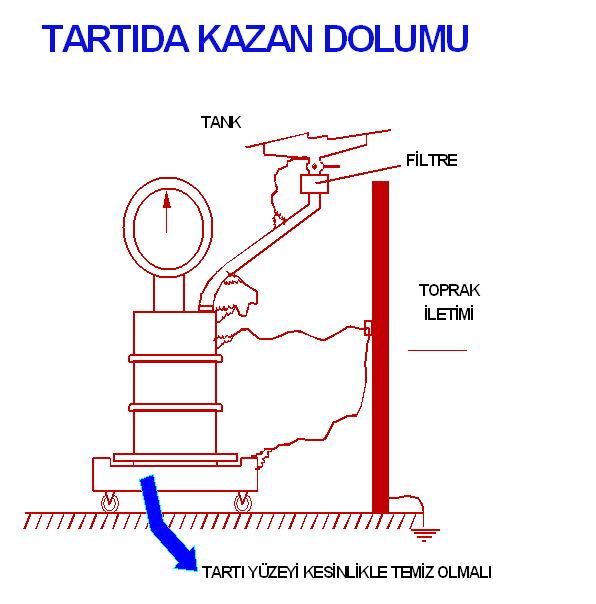 TARTIDA KAZAN DOLUMU
TANK
FİLTRE
TOPRAK
İLETİMİ
TARTI YÜZEYİ KESİNLİKLE TEMİZ OLMALI